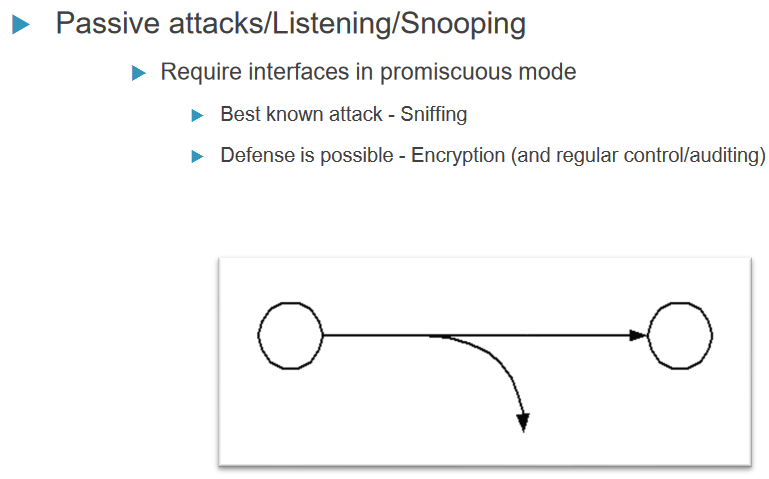 Passive attacks/Listening/Snooping
Require interfaces in promiscuous mode
Best known attack - Sniffing
Defense is possible - Encryption (and regular control/auditing)